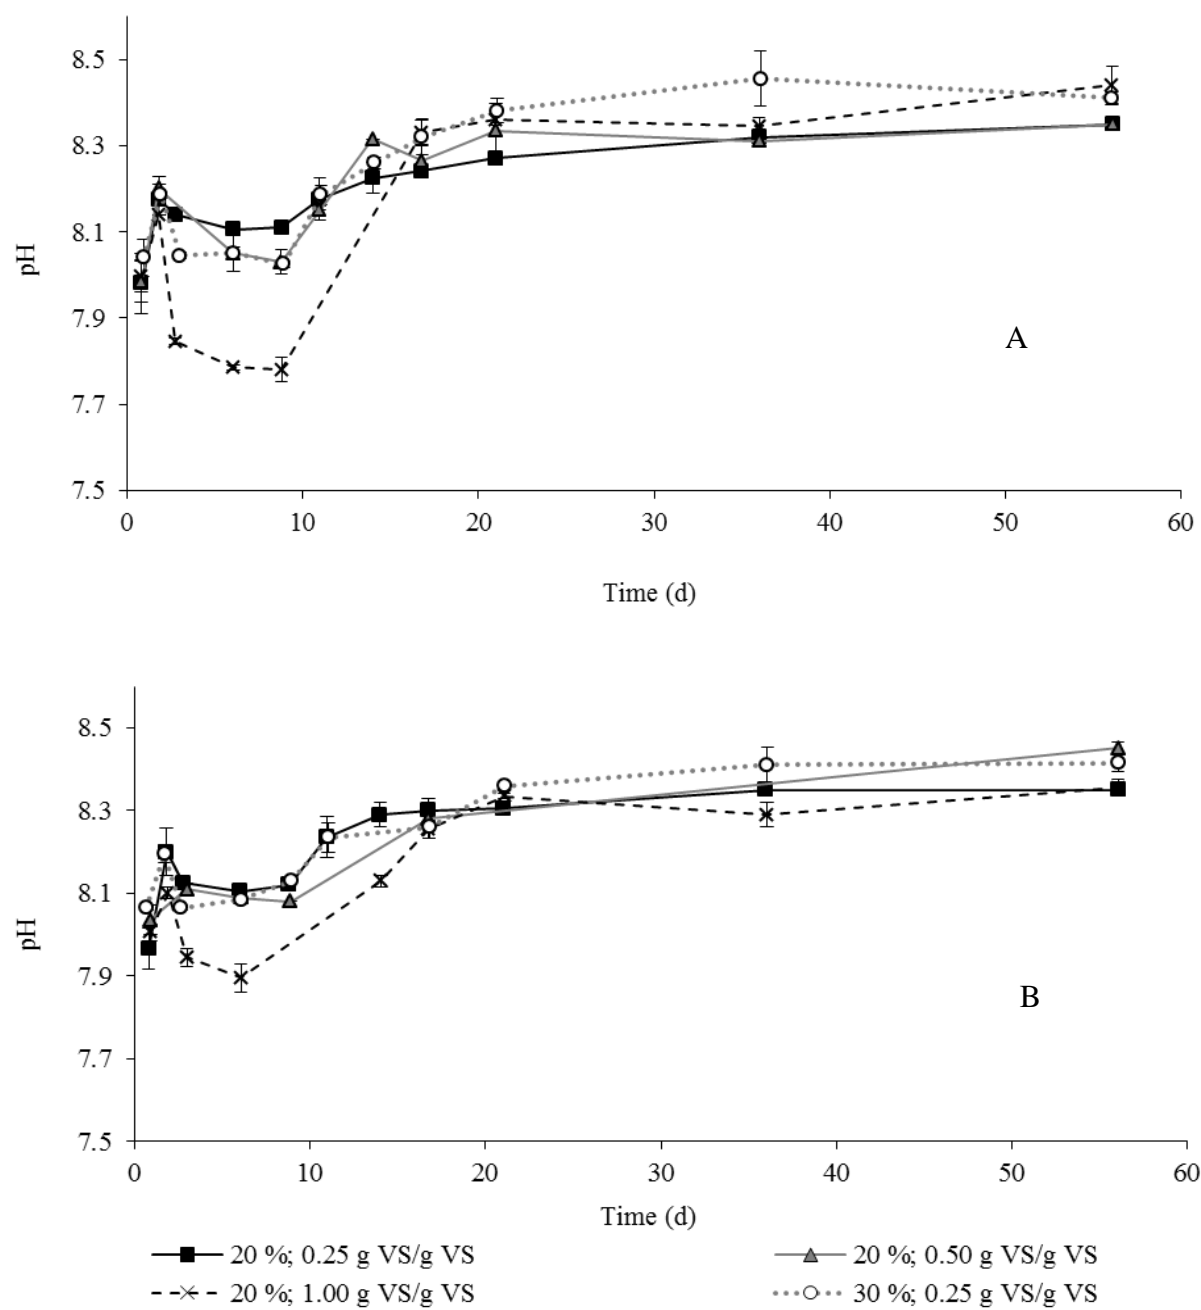 8.5
8.3
8.1
7.9
7.7
7.5
pH
A
0 10 20 30 40 50 60
Time (d)
8.5
8.3
8.1
7.9
7.7
7.5
pH
B
0 10 20 30 40 50 60
Time (d)
20 %; 0.25 g VS/g VS 20 %; 0.50 g VS/g VS
20 %; 1.00 g VS/g VS 30 %; 0.25 g VS/g VS